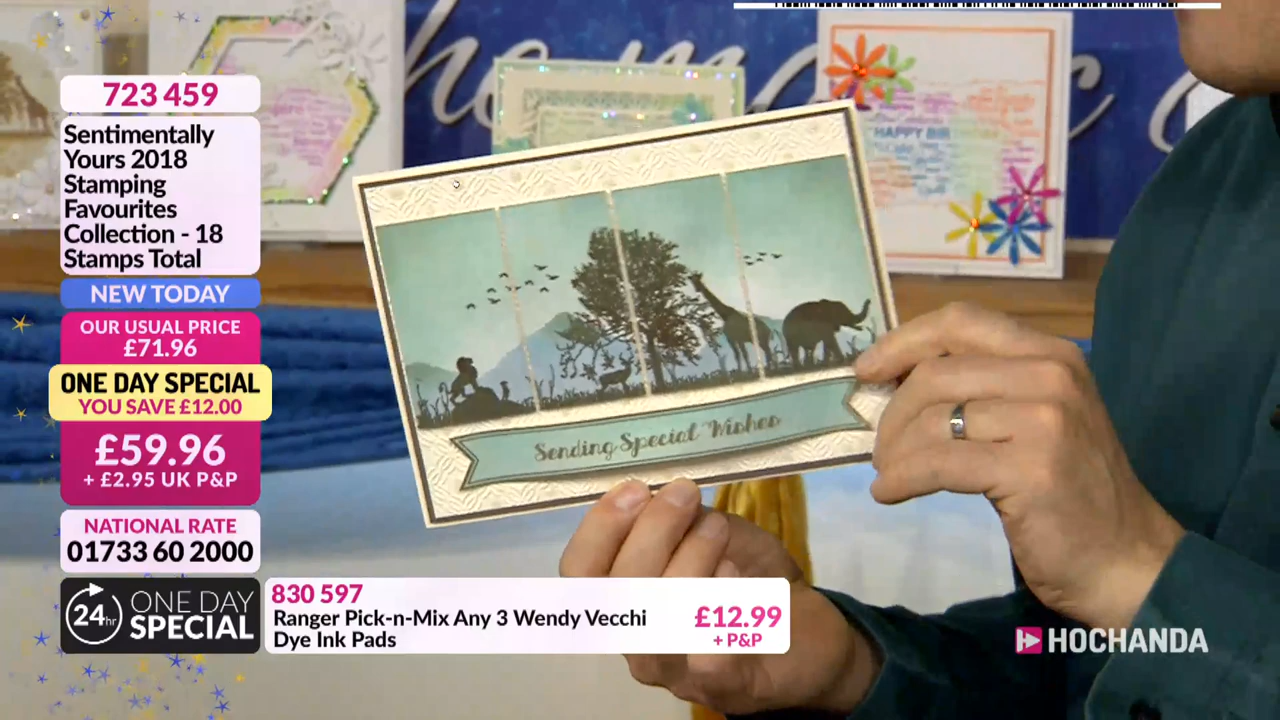 723 459
Sentimentally
Yours 2018
Stamping
Favourites
Collection - 18
Stamps Total
NEW TODAY
OUR USUAL PRICE
£71.96
ONE DAY SPECIAL
YOU SAVE £12.00
£59.96
+ £2.95 UK P&P
NATIONAL RATE
01733 60 2000
24hr
ONE DAY
SPECIAL
830 597
Ranger Pick-n-Mix Any 3 Wendy Vecchi
Dye Ink Pads
£12.99
+ P&P
HOCHANDA
Sending Special Wishes
HAPPY BIR